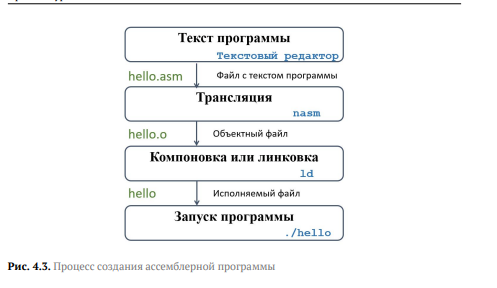 Текст программы
Текстовый редактор
hello.asm Файл с текстом программы
Трансляция
nasm
hello.o Объектный файл
Компоновка или линковка
ld
hello Исполняемый файл
Запуск программы
./hello
Рис. 4.3. Процесс создания ассемблерной программы